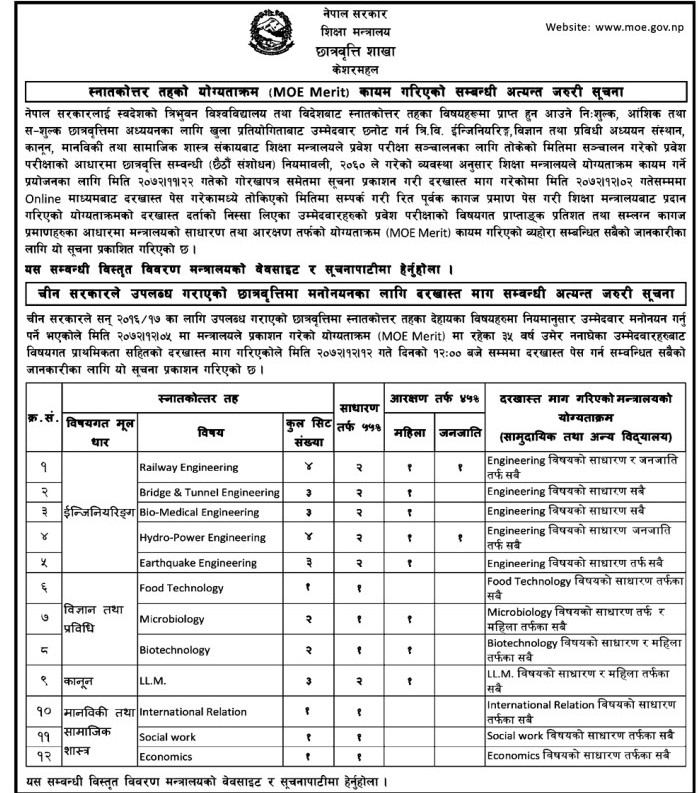 नेपाल सरकार
शिक्षा मन्त्रालय
छात्रवृत्ति शाखा
केशरमहल
Website: www.moe.gov.np
स्नातकोत्तर तहको योग्यताक्रम (MOE Merit) कायम गरिएको सम्बन्धी अत्यन्त जरुरी सूचना
नेपाल सरकारलाई स्वदेशको त्रिभुवन विश्वविद्यालय तथा विदेशबाट स्नातकोत्तर तहका विषयहरूमा प्राप्त हुन आउने निःशुल्क, आंशिक तथा
स-शुल्क छात्रवृत्तिमा अध्ययनका लागि खुला प्रतियोगिताबाट उम्मेदवार छनोट गर्न त्रि.वि. ईन्जिनियरिङ्ग,विज्ञान तथा प्रविधी अध्ययन संस्थान,
कानून, मानविकी तथा सामाजिक शास्त्र संकायबाट शिक्षा मन्त्रालयले प्रवेश परीक्षा सञ्चालनका लागि तोकेको मितिमा सञ्चालन गरेको प्रवेश
परीक्षाको आधारमा छात्रवृत्ति सम्बन्धी (छैठौं संशोधन) नियमावली, २०६० ले गरेको व्यवस्था अनुसार शिक्षा मन्त्रालयले योग्यताक्रम कायम गर्ने
प्रयोजनका लागि मिति २०७२।११।२२ गतेको गोरखापत्र समेतमा सूचना प्रकाशन गरी दरखास्त माग गरेकोमा मिति २०७२।१२।०२ गतेसम्ममा
Online माध्यमबाट दरखास्त पेस गरेकामध्ये तोकिएको मितिमा सम्पर्क गरी रित पूर्वक कागज प्रमाण पेस गरी शिक्षा मन्त्रालयबाट प्रदान
गरिएको योग्यताक्रमको दरखास्त दर्ताको निस्सा लिएका उम्मेदवारहरुको प्रवेश परीक्षाको विषयगत प्राप्ताङ्क प्रतिशत तथा सम्लग्न कागज
प्रमाणहरुका आधारमा मन्त्रालयको साधारण तथा आरक्षण तर्फको योग्यताक्रम (MOE Merit) कायम गरिएको व्यहोरा सम्बन्धित सबैको जानकारीका
लागि यो सूचना प्रकाशित गरिएको छ ।
यस सम्बन्धी विस्तृत विवरण मन्त्रालयको वेवसाइट र सूचनापाटीमा हेर्नुहोला ।
चीन सरकारले उपलब्ध गराएको छात्रवृत्तिमा मनोनयनका लागि दरखास्त माग सम्बन्धी अत्यन्त जरुरी सूचना
चीन सरकारले सन् २०१६/१७ का लागि उपलब्ध गराएको छात्रवृत्तिमा स्नातकोत्तर तहका देहायका विषयहरुमा नियमानुसार उम्मेदवार मनोनयन गर्नु
पर्ने भएकोले मिति २०७२।१२।०५ मा मन्त्रालयले प्रकाशन गरेको योग्यताक्रम (MOE Merit) मा रहेका ३५ वर्ष उमेर ननाघेका उम्मेदवारहरुबाट
विषयगत प्राथमिकता सहितको दरखास्त माग गरिएकोले मिति २०७२।१२।१२ गते दिनको १२:०० बजे सम्ममा दरखास्त पेस गर्न सम्बन्धित सबैको
जानकारीका लागि यो सूचना प्रकाशन गरिएको छ ।
क्र.सं. स्नातकोत्तर तह साधारण तर्फ ५५% आरक्षण तर्फ ४५% दरखास्त माग गरिएको मन्त्रालयको योग्यताक्रम (सामुदायिक तथा अन्य विद्यालय)
विषयगत मूल धार विषय कुल सिट संख्या महिला जनजाति
१ ईन्जिनियरिङ्ग Railway Engineering ४ २ १ १ Engineering विषयको साधारण र जनजाति तर्फ सबै
२ Bridge & Tunnel Engineering ३ २ १ Engineering विषयको साधारण सबै
३ Bio-Medical Engineering ३ २ १ Engineering विषयको साधारण सबै
४ Hydro-Power Engineering ४ २ १ १ Engineering विषयको साधारण जनजाति तर्फ सबै
५ Earthquake Engineering ३ २ १ Engineering विषयको साधारण तर्फ सबै
६ विज्ञान तथा प्रविधि Food Technology १ १ Food Technology विषयको साधारण तर्फका सबै
७ Microbiology २ १ १ Microbiology विषयको साधारण तर्फ र महिला तर्फका सबै
८ Biotechnology २ १ १ Biotechnology विषयको साधारण र महिला तर्फका सबै
९ कानून LL.M. ३ २ १ LL.M. विषयको साधारण र महिला तर्फका सबै
१० मानविकी तथा सामाजिक शास्त्र International Relation १ १ International Relation विषयको साधारण तर्फका सबै
११ Social work १ १ Social work विषयको साधारण तर्फका सबै
१२ Economics १ १ Economics विषयको साधारण तर्फका सबै
यस सम्बन्धी विस्तृत विवरण मन्त्रालयको वेवसाइट र सूचनापाटीमा हेर्नुहोला ।